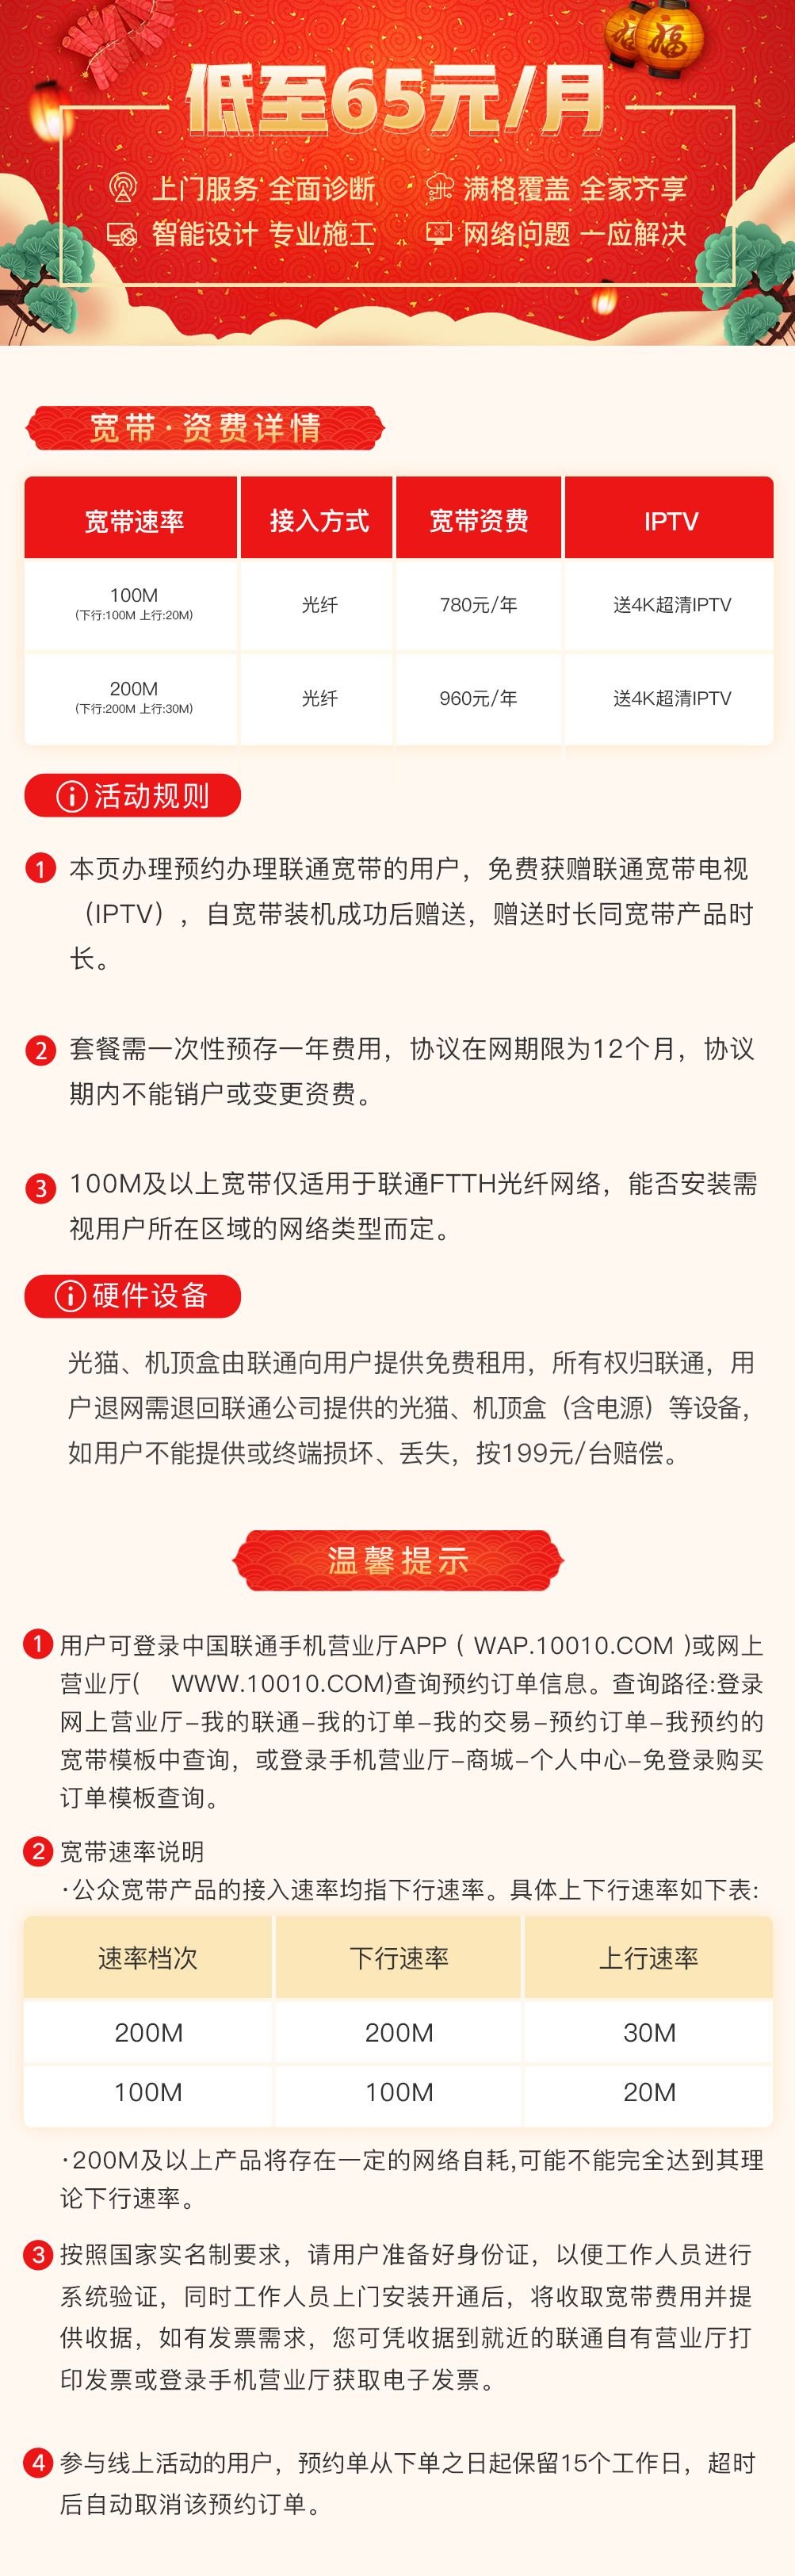 福
福
低至65元/月
上门服务 全面诊断
满格覆盖 全家齐享
智能设计 专业施工
网络问题 一应解决
宽带·资费详情
宽带速率 接入方式 宽带资费 IPTV
100M
(下行:100M 上行:20M)
光纤 780元/年 送4K超清IPTV
200M
(下行:200M 上行:30M)
光纤 960元/年 送4K超清IPTV
活动规则
1 本页办理预约办理联通宽带的用户，免费获赠联通宽带电视
（IPTV），自宽带装机成功后赠送，赠送时长同宽带产品时
长。
2 套餐需一次性预存一年费用，协议在网期限为12个月，协议
期内不能销户或变更资费。
3 100M及以上宽带仅适用于联通FTTH光纤网络，能否安装需
视用户所在区域的网络类型而定。
硬件设备
光猫、机顶盒由联通向用户提供免费租用，所有权归联通，用
户退网需退回联通公司提供的光猫、机顶盒（含电源）等设备，
如用户不能提供或终端损坏、丢失，按199元/台赔偿。
温馨提示
1 用户可登录中国联通手机营业厅APP ( WAP.10010.COM )或网上
营业厅( WWW.10010.COM)查询预约订单信息。查询路径:登录
网上营业厅–我的联通–我的订单–我的交易–预约订单–我预约的
宽带模板中查询，或登录手机营业厅–商城–个人中心–免登录购买
订单模板查询。
2 宽带速率说明
·公众宽带产品的接入速率均指下行速率。具体上下行速率如下表:
速率档次 下行速率 上行速率
200M 200M 30M
100M 100M 20M
·200M及以上产品将存在一定的网络自耗,可能不能完全达到其理
论下行速率。
3 按照国家实名制要求，请用户准备好身份证，以便工作人员进行
系统验证，同时工作人员上门安装开通后，将收取宽带费用并提
供收据，如有发票需求，您可凭收据到就近的联通自有营业厅打
印发票或登录手机营业厅获取电子发票。
4 参与线上活动的用户，预约单从下单之日起保留15个工作日，超时
后自动取消该预约订单。